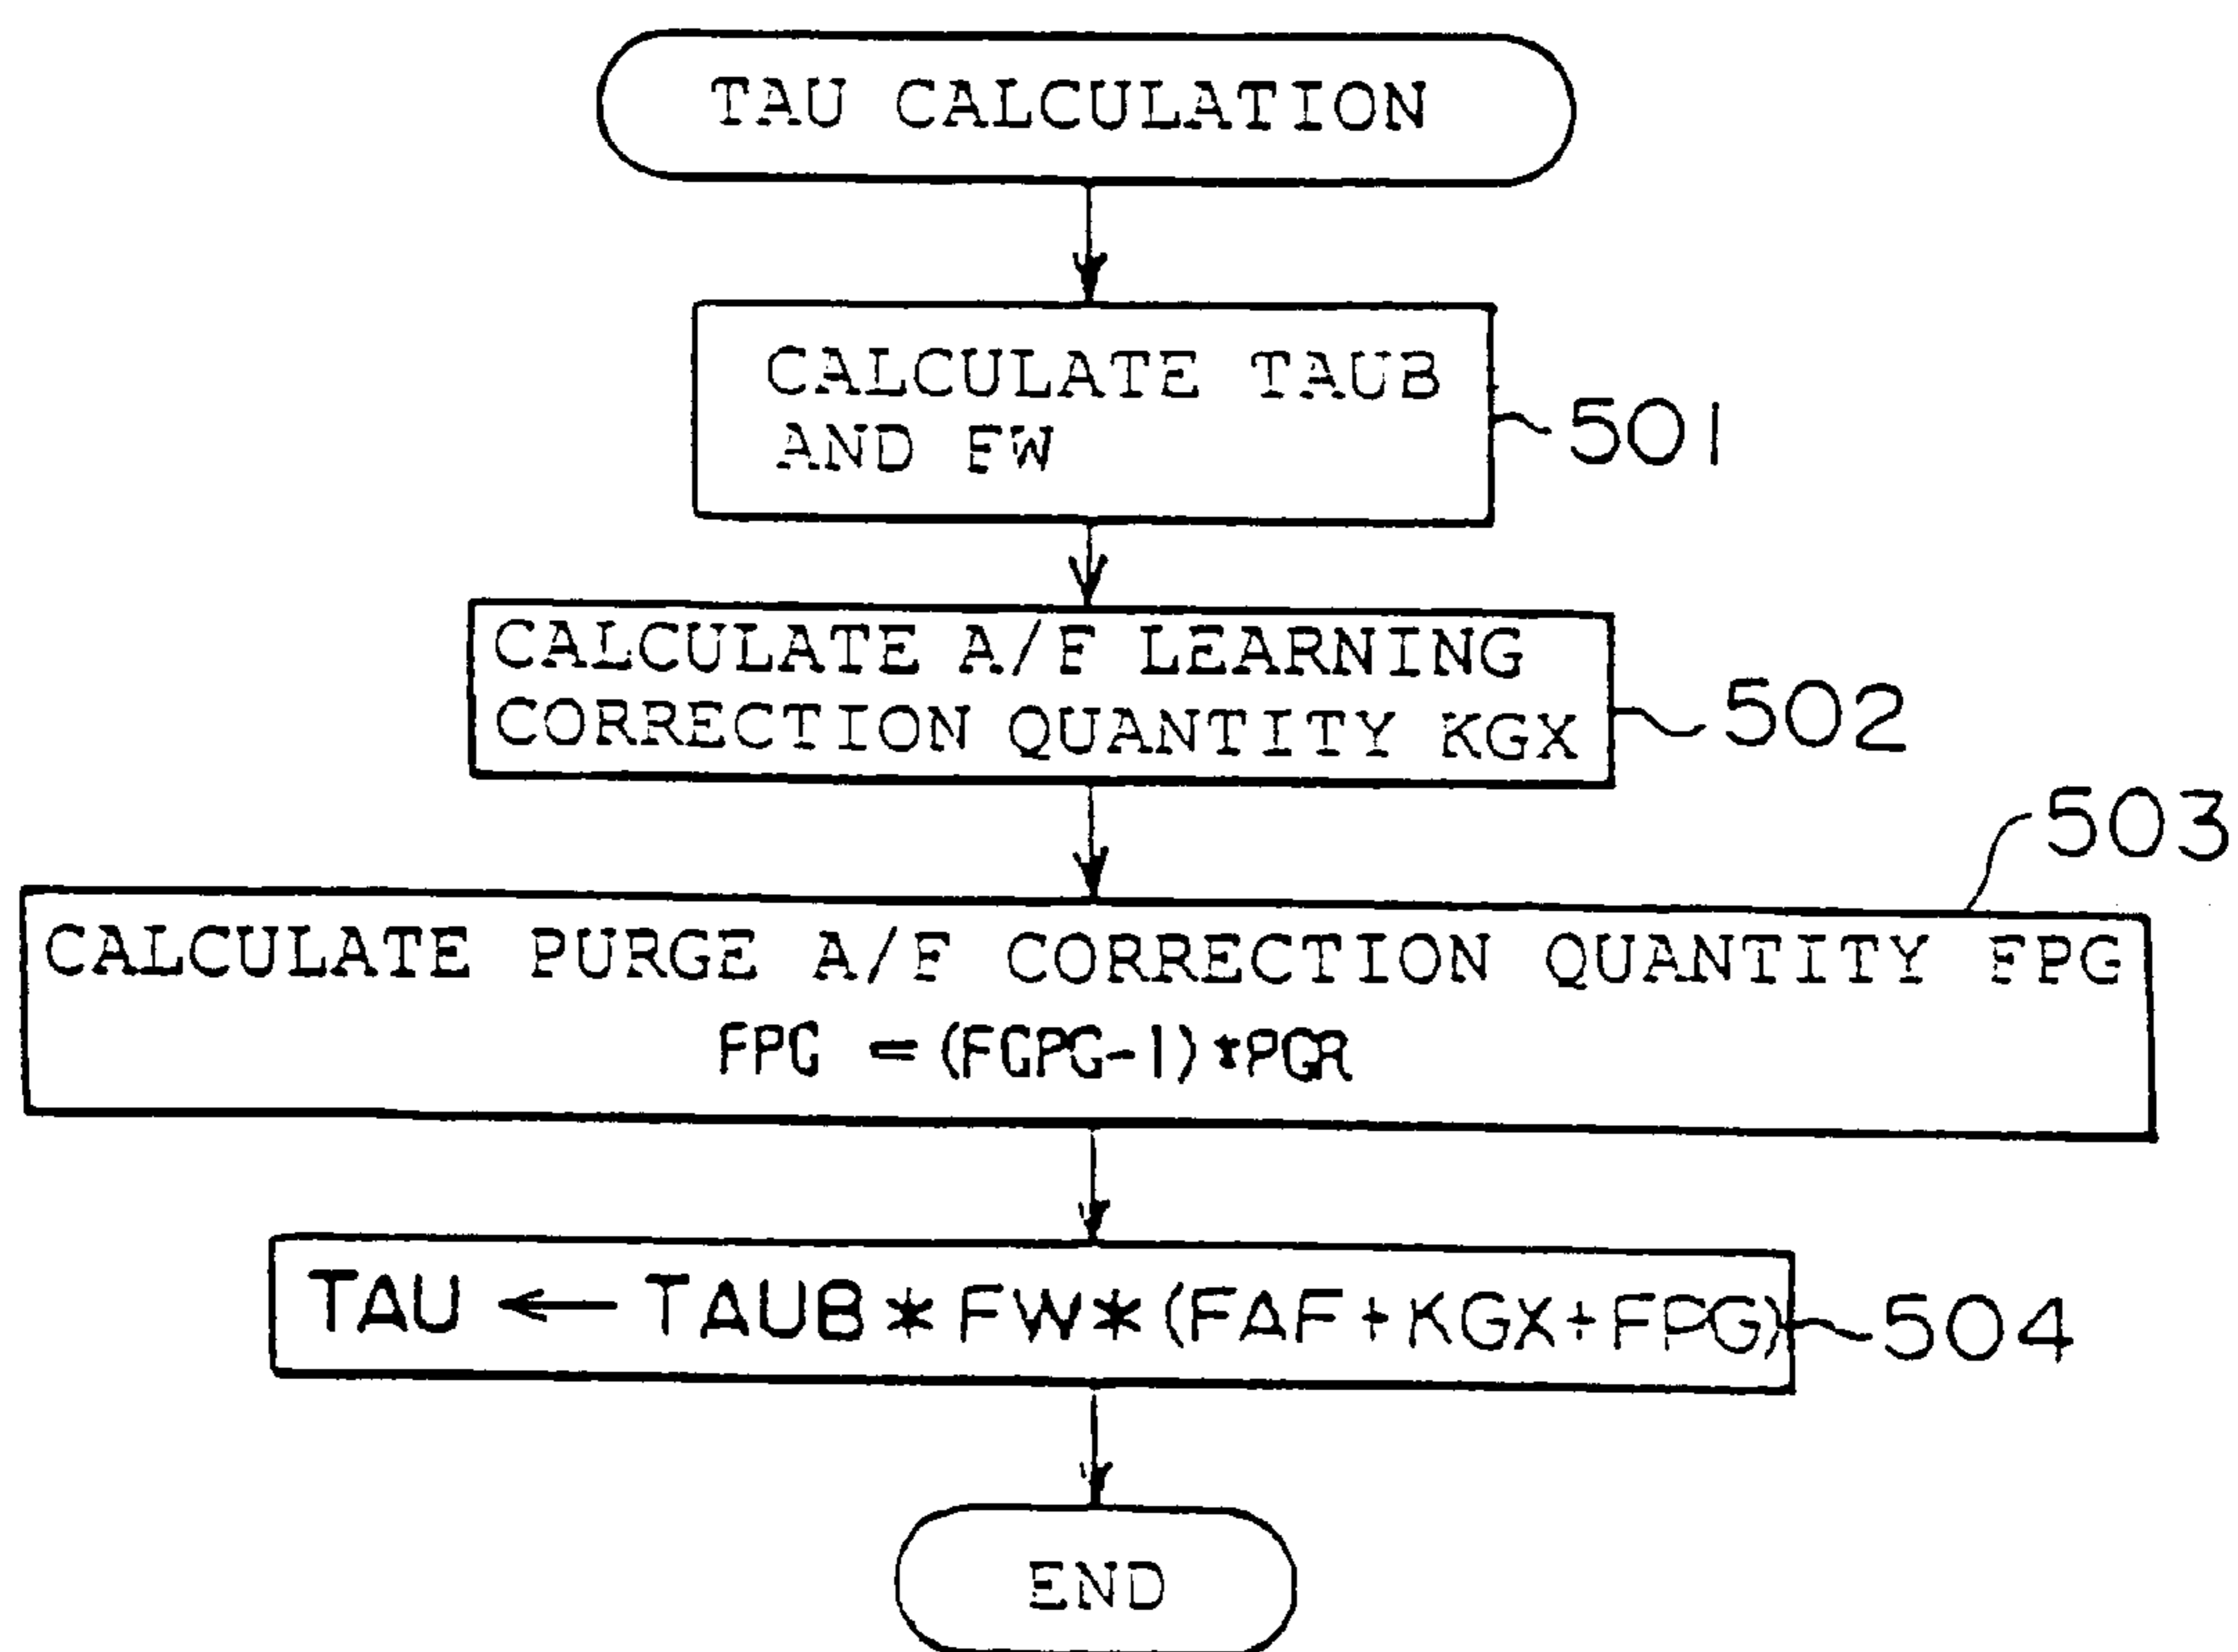 TAU CALCULATION
CALCULATE TAUB
AND FW
501
CALCULATE A/F LEARNING
CORRECTION QUANTITY KGX
502
503
CALCULATE PURGE A/F CORRECTION QUANTITY FPG
FPG = (FGPG-1)*PGR
TAU ← TAUB * FW * (FAF+KGX+FPG)
504
END